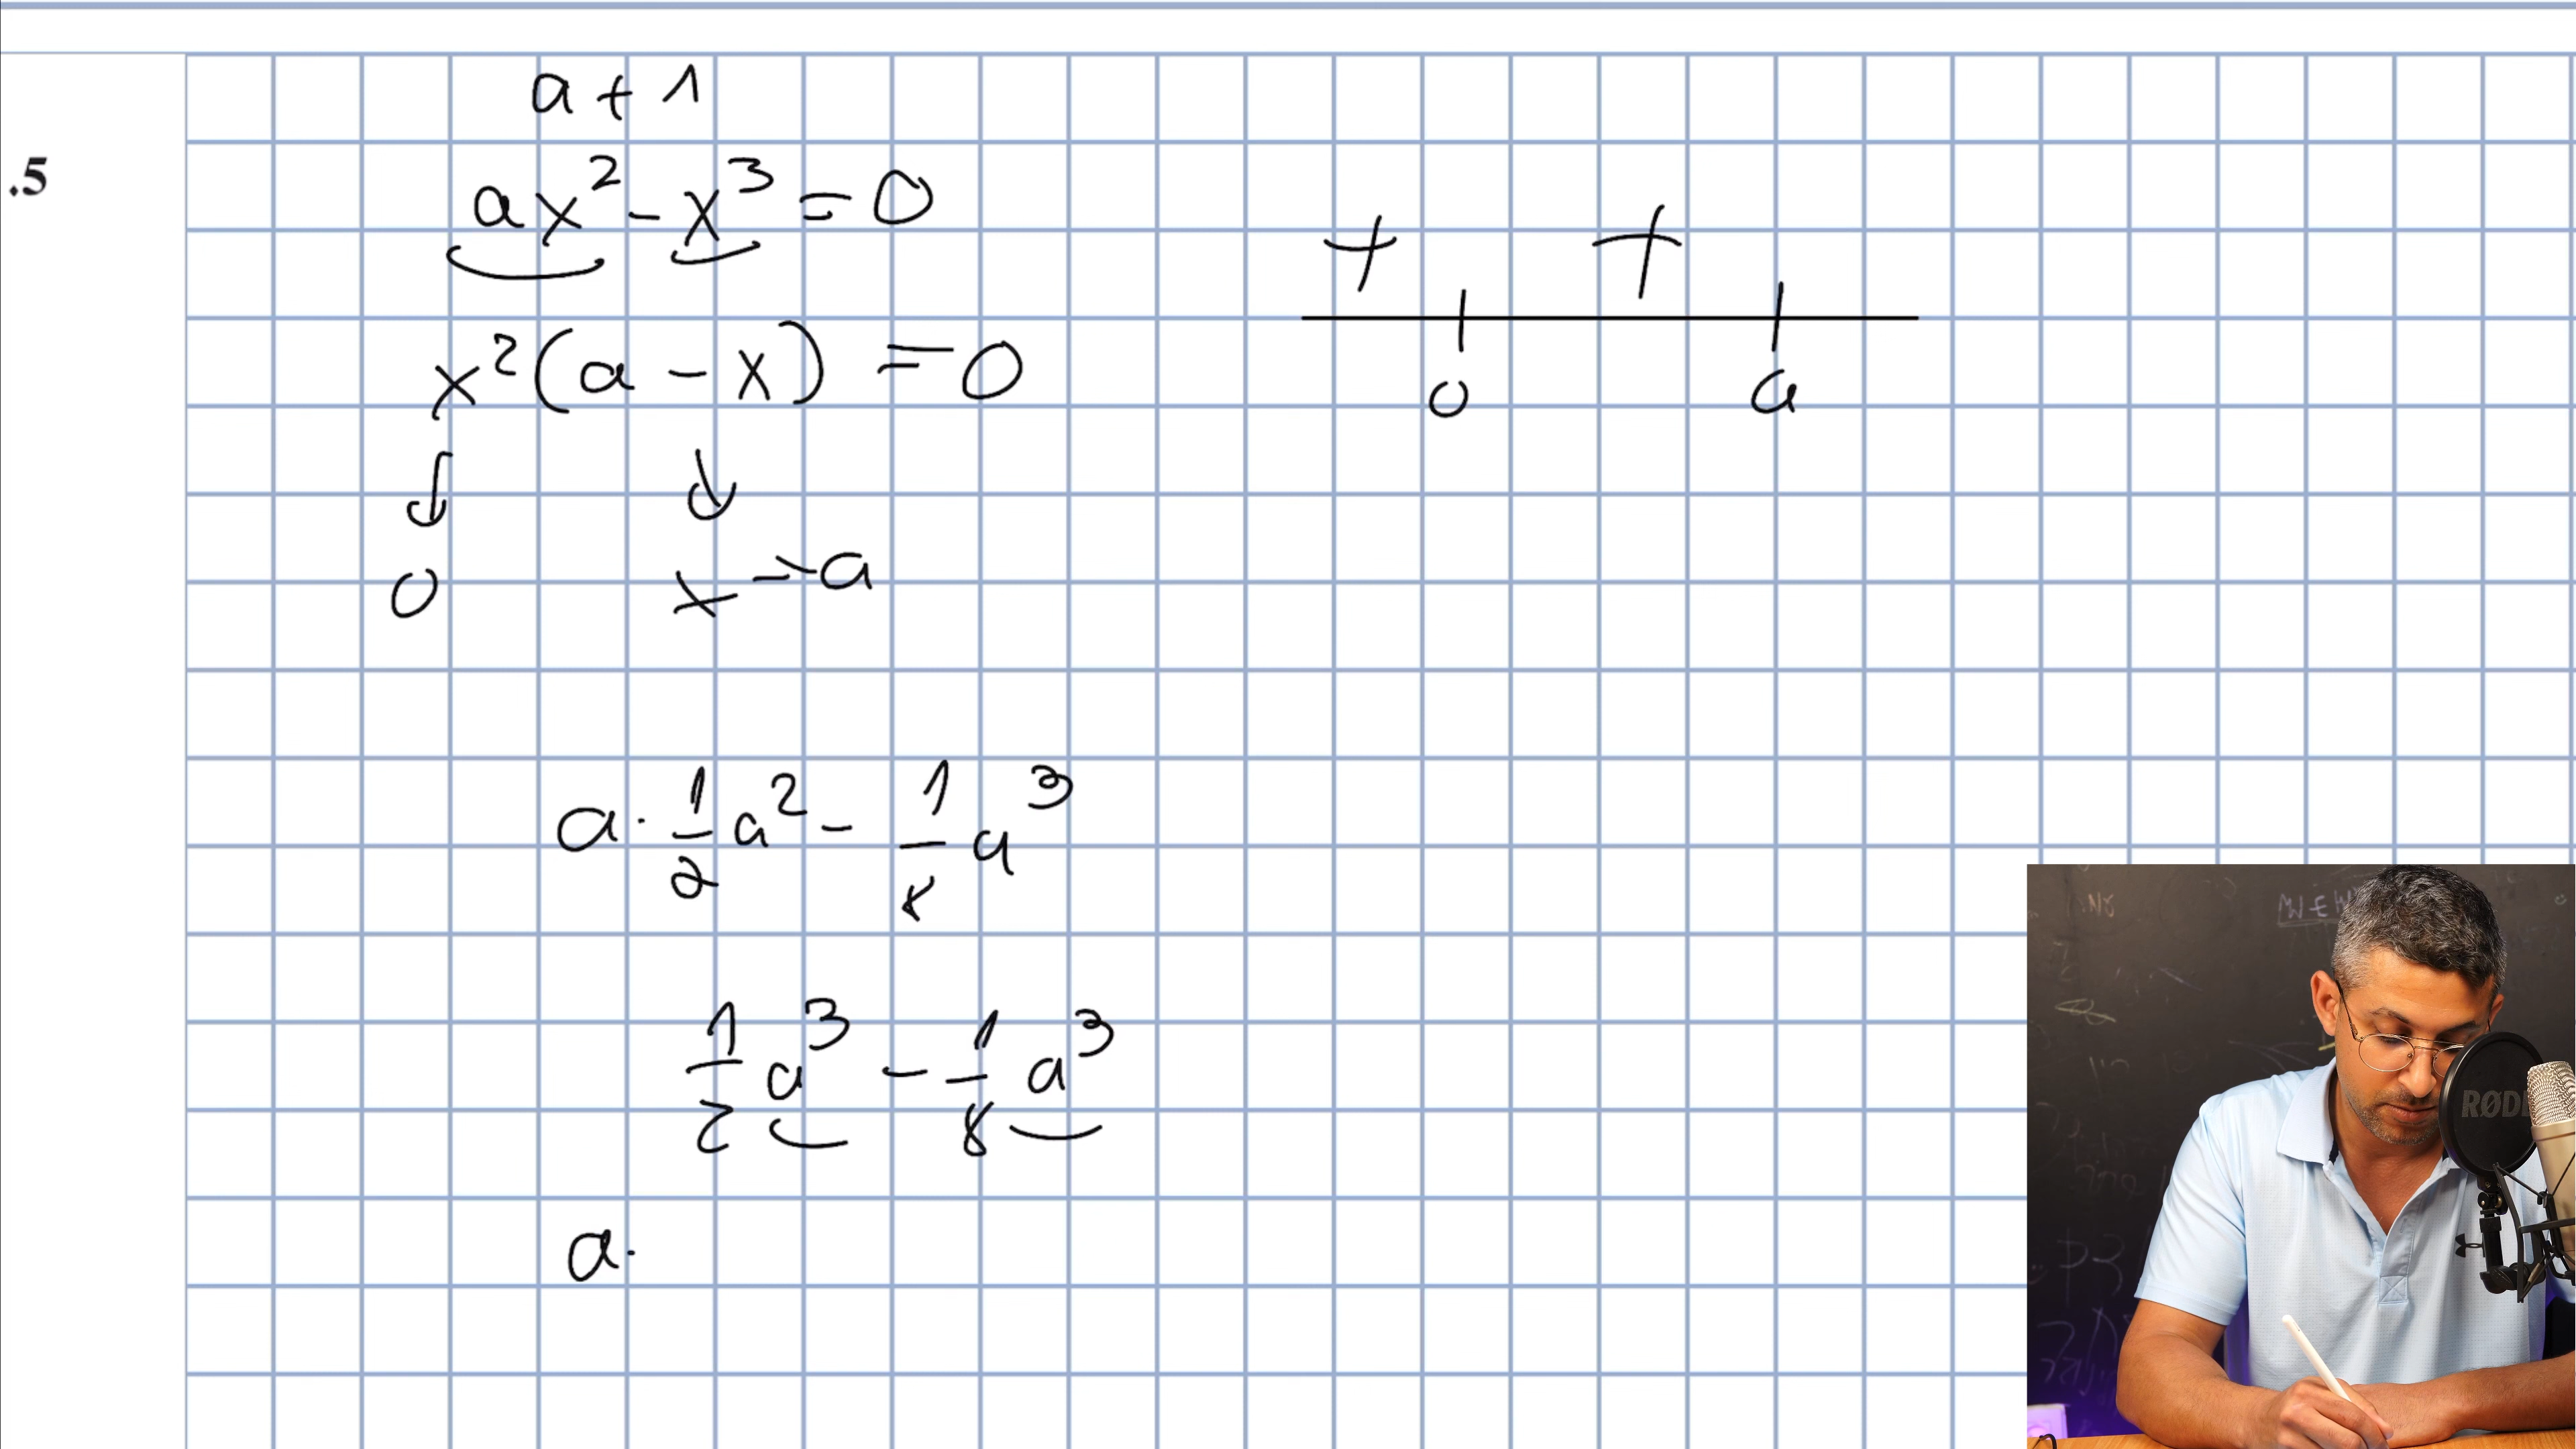 a + 1
.5
ax² - x³ = 0
x²(a - x) = 0
↓ ↓
0 x = a
+ +
0 a
a · 1/2 a² - 1/8 a³
1/2 a³ - 1/8 a³
a ·
RØDE